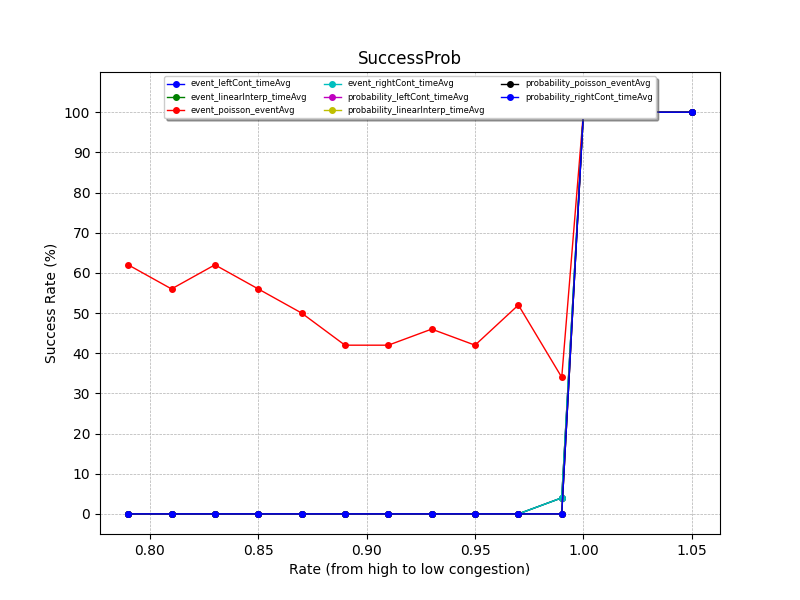 SuccessProb
event_leftCont_timeAvg
event_linearInterp_timeAvg
event_poisson_eventAvg
event_rightCont_timeAvg
probability_leftCont_timeAvg
probability_linearInterp_timeAvg
probability_poisson_eventAvg
probability_rightCont_timeAvg
100
90
80
70
60
50
40
30
20
10
0
Success Rate (%)
0.80 0.85 0.90 0.95 1.00 1.05
Rate (from high to low congestion)